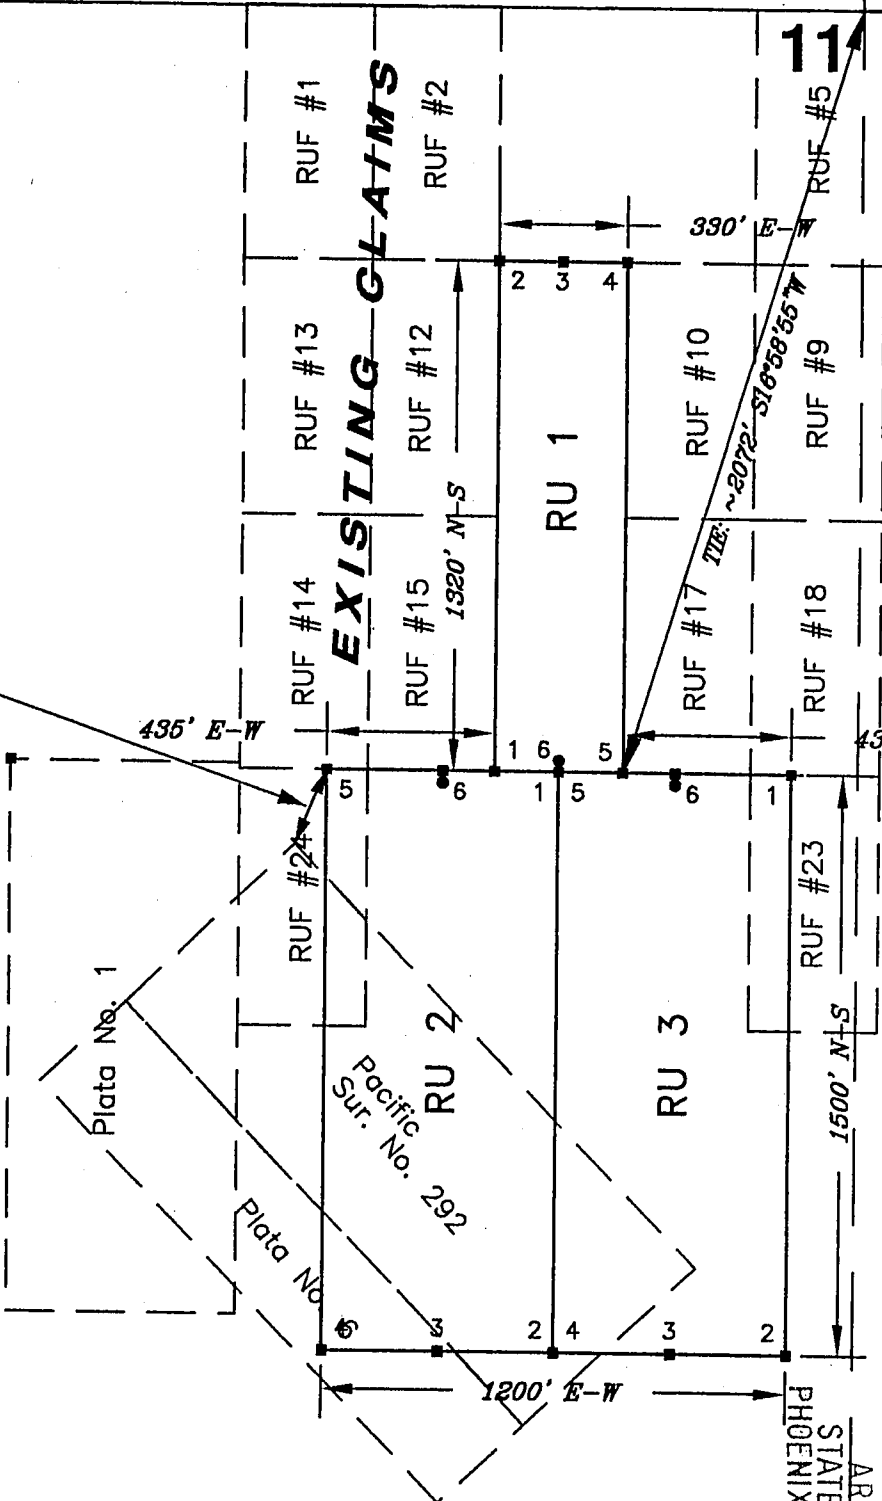 11
RUF #1
RUF #2
RUF #5
EXISTING CLAIMS
330' E-W
2
3
4
RUF #13
RUF #12
RUF #10
RUF #9
TIE: ~2072' S18°58'55"W
RU 1
1320' N-S
RUF #14
RUF #15
RUF #17
RUF #18
435' E-W
43
1
6
5
5
6
1
5
6
1
RUF #24
RUF #23
Plata No. 1
RU 2
RU 3
Pacific
Sur. No. 292
1500' N-S
Plata No
6
3
2
4
3
2
1200' E-W
AR
STATE
PHOENIX